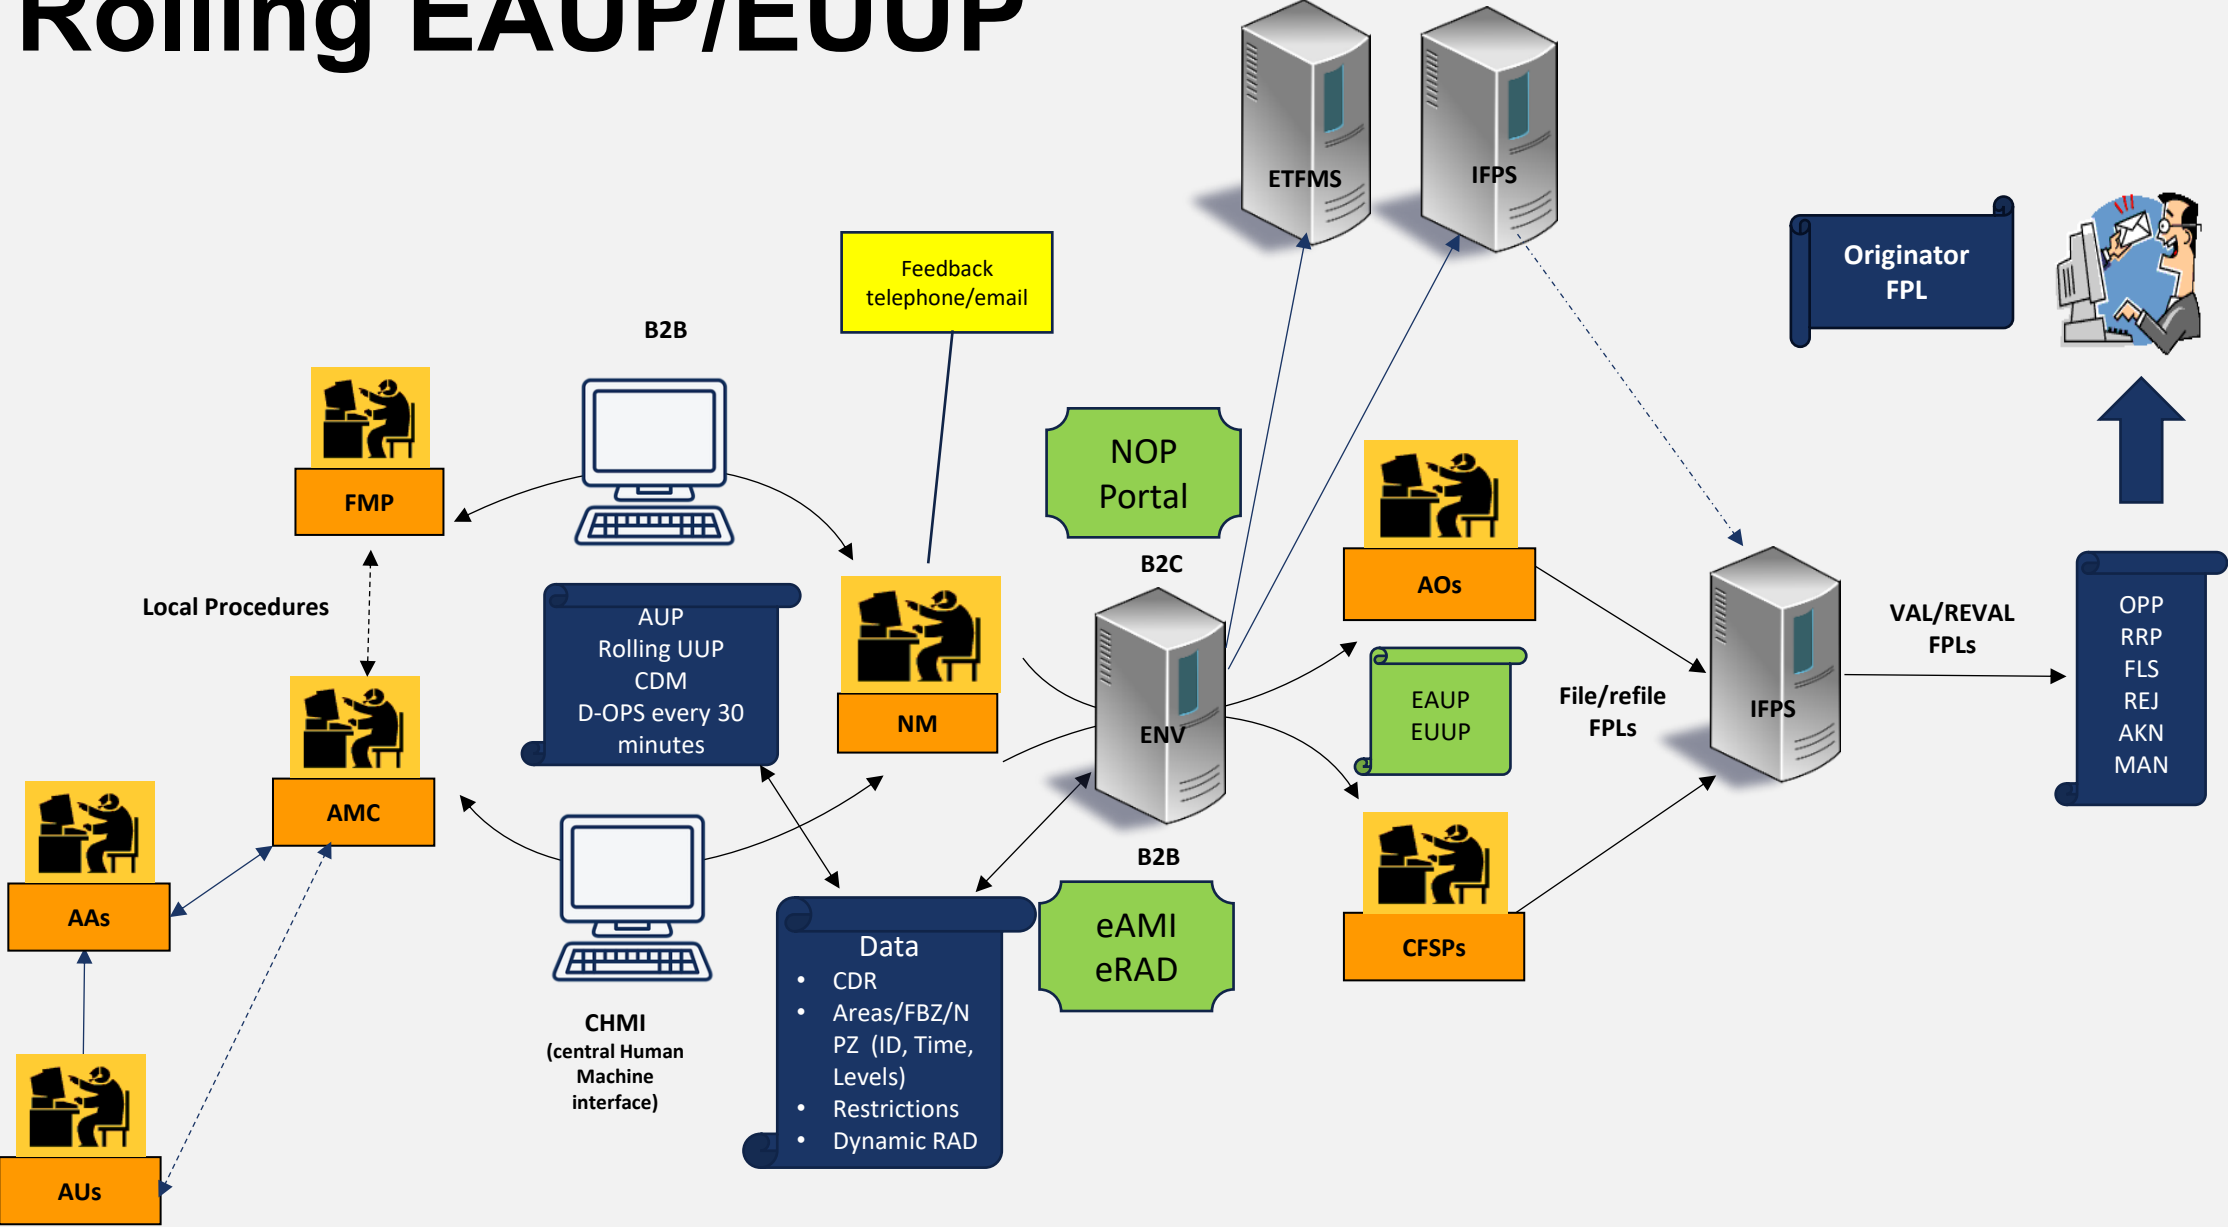 Rolling EAUP/EUUP
ETFMS
IFPS
Originator
FPL
Feedback
telephone/email
B2B
FMP
NOP
Portal
B2C
AOs
Local Procedures
AUP
Rolling UUP
CDM
D-OPS every 30
minutes
NM
ENV
EAUP
EUUP
File/refile
FPLs
IFPS
VAL/REVAL
FPLs
OPP
RRP
FLS
REJ
AKN
MAN
AMC
B2B
AAs
eAMI
eRAD
CFSPs
Data
• CDR
• Areas/FBZ/N
PZ (ID, Time,
Levels)
• Restrictions
• Dynamic RAD
CHMI
(central Human
Machine
interface)
AUs